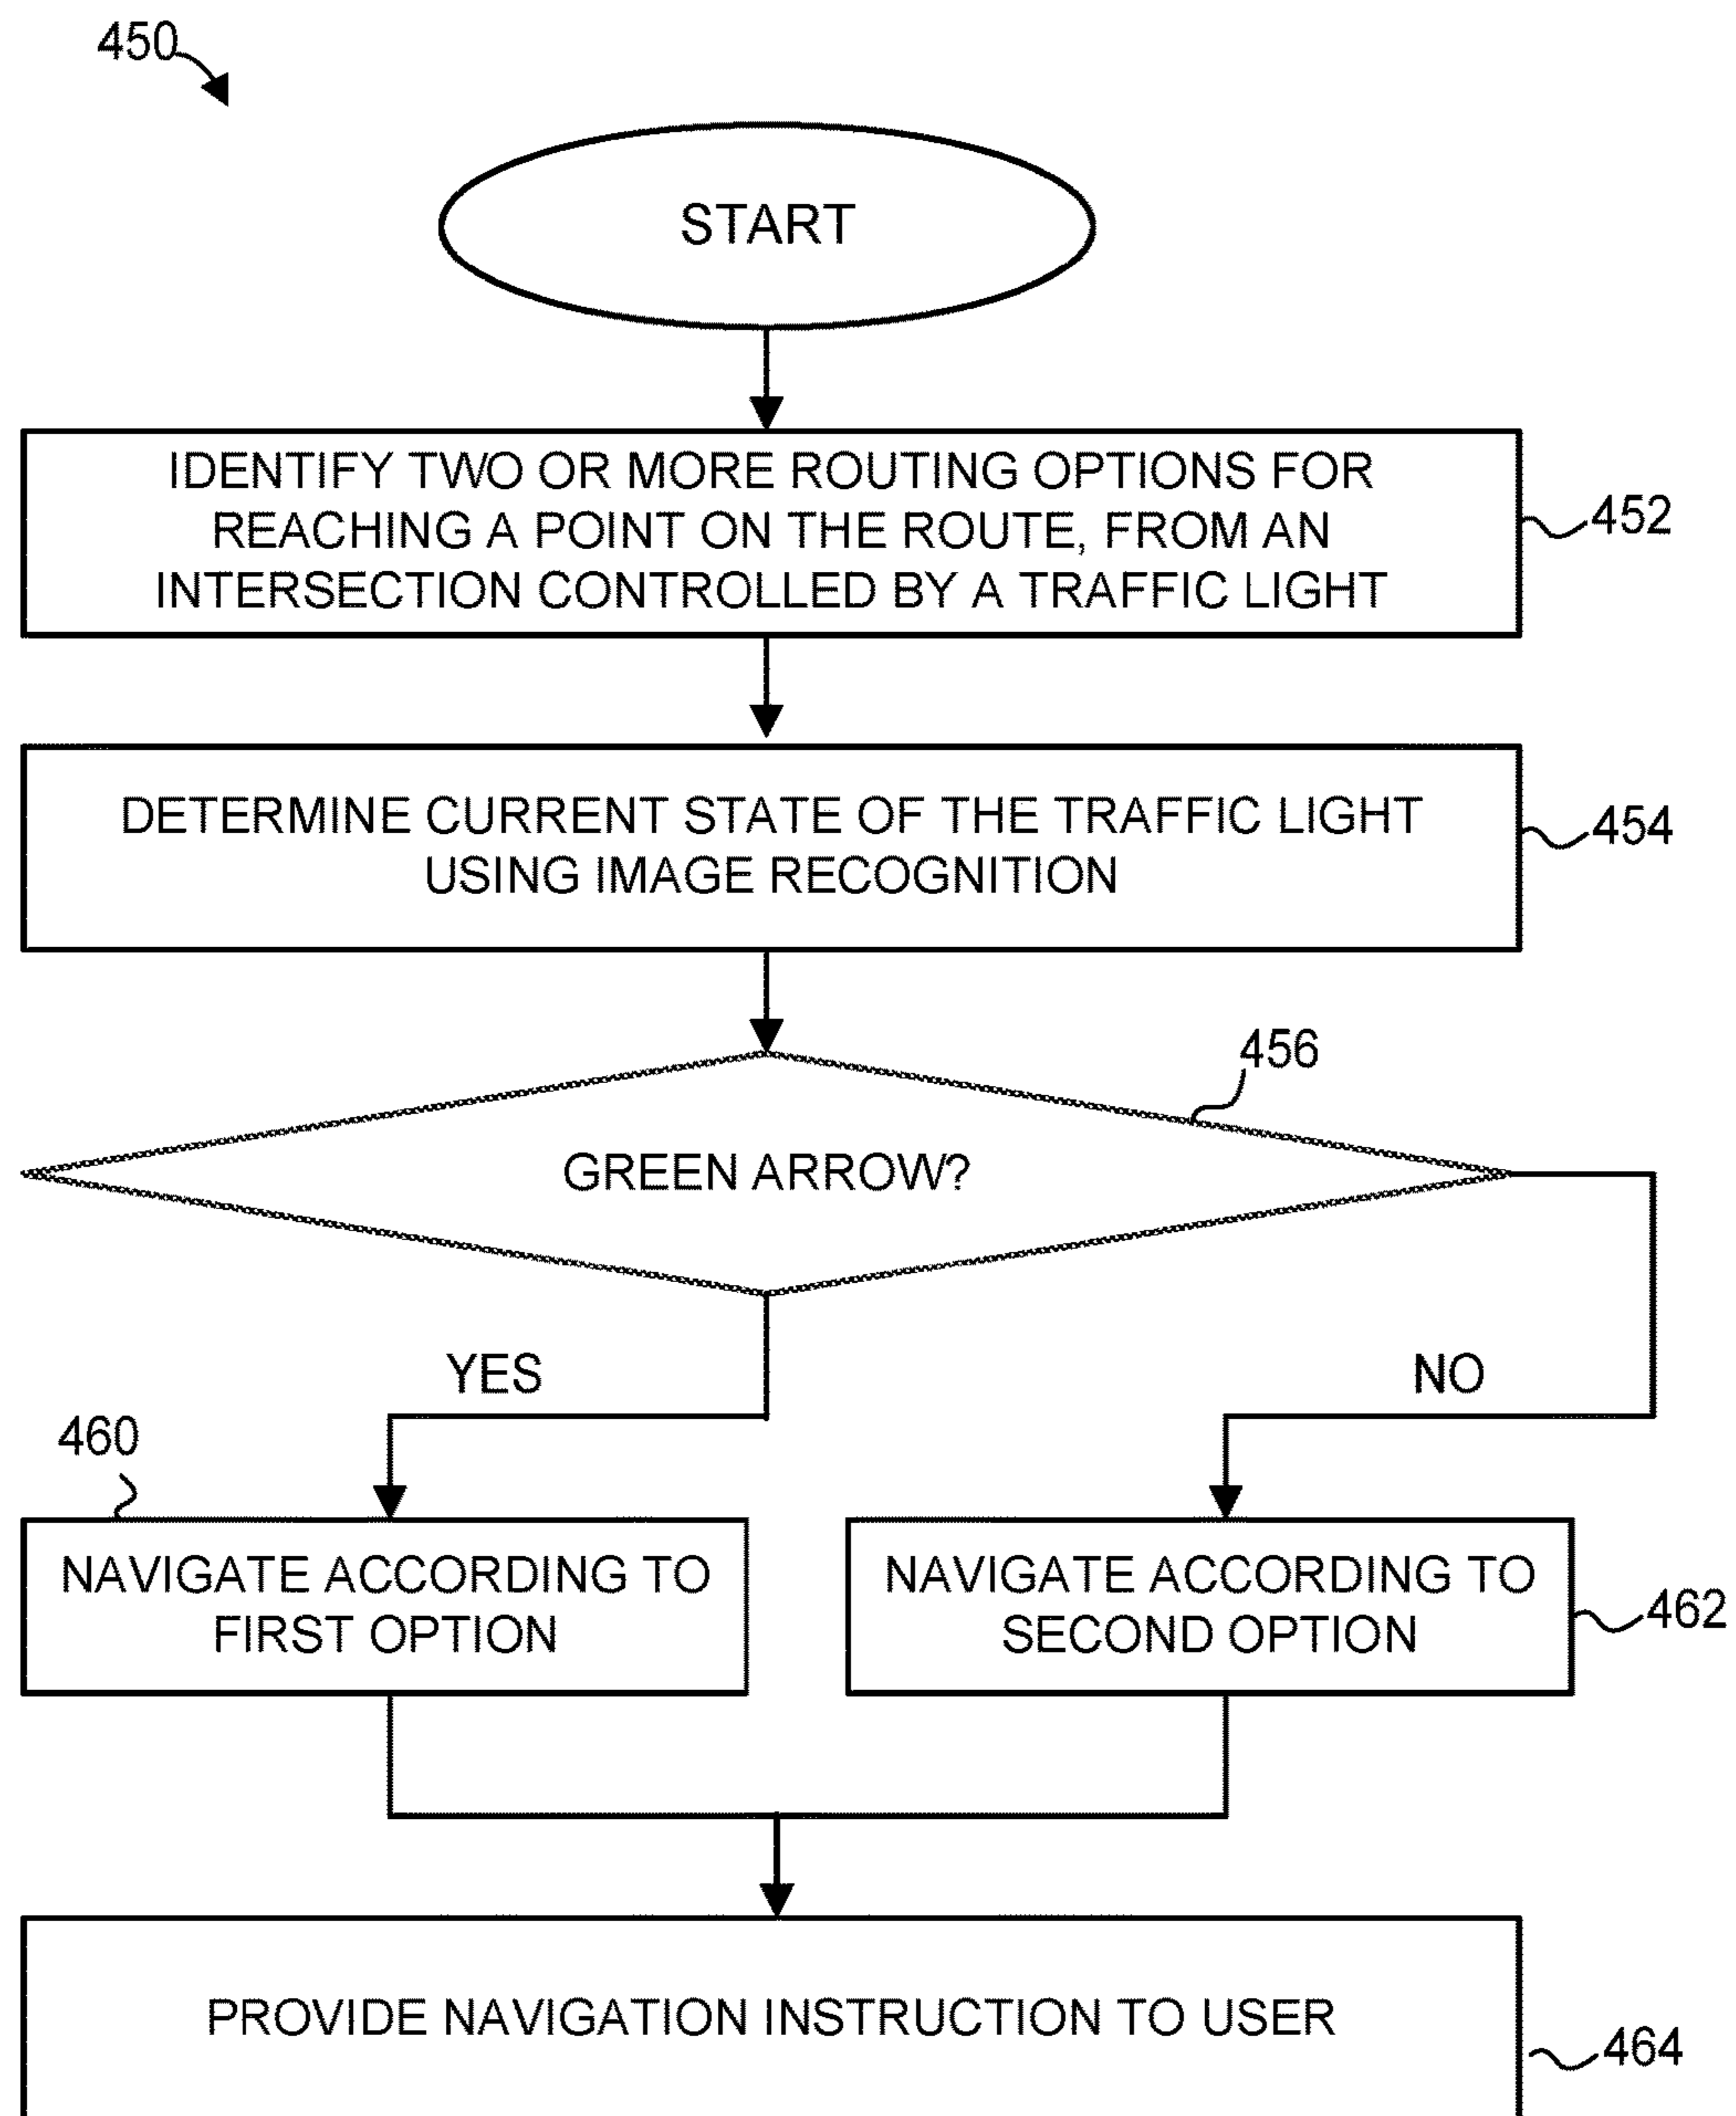 450
START
IDENTIFY TWO OR MORE ROUTING OPTIONS FOR
REACHING A POINT ON THE ROUTE, FROM AN
INTERSECTION CONTROLLED BY A TRAFFIC LIGHT
452
DETERMINE CURRENT STATE OF THE TRAFFIC LIGHT
USING IMAGE RECOGNITION
454
456
GREEN ARROW?
YES
NO
460
NAVIGATE ACCORDING TO
FIRST OPTION
NAVIGATE ACCORDING TO
SECOND OPTION
462
PROVIDE NAVIGATION INSTRUCTION TO USER
464